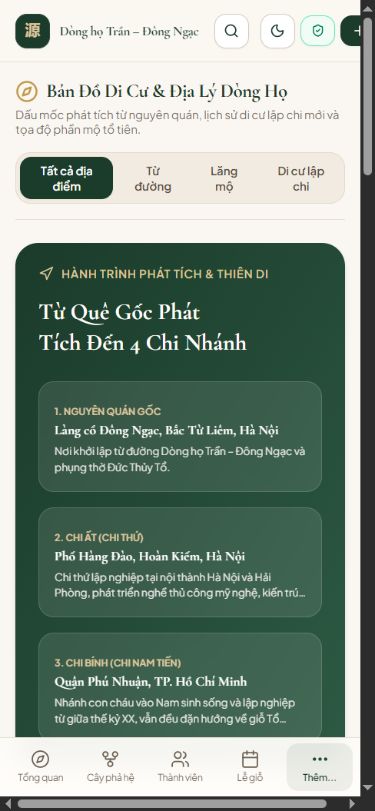 源 Dòng họ Trần – Đông Ngạc
Bản Đồ Di Cư & Địa Lý Dòng Họ
Dấu mốc phát tích từ nguyên quán, lịch sử di cư lập chi mới và
tọa độ phần mộ tổ tiên.
Tất cả địa điểm
Từ đường
Lăng mộ
Di cư lập chi
HÀNH TRÌNH PHÁT TÍCH & THIÊN DI
Từ Quê Gốc Phát
Tích Đến 4 Chi Nhánh
1. NGUYÊN QUÁN GỐC
Làng cổ Đông Ngạc, Bắc Từ Liêm, Hà Nội
Nơi khởi lập từ đường Dòng họ Trần – Đông Ngạc và
phụng thờ Đức Thủy Tổ.
2. CHI ẤT (CHI THỨ)
Phố Hàng Đào, Hoàn Kiếm, Hà Nội
Chi thứ lập nghiệp tại nội thành Hà Nội và Hải
Phòng, phát triển nghề thủ công mỹ nghệ, kiến trú...
3. CHI BÍNH (CHI NAM TIẾN)
Quận Phú Nhuận, TP. Hồ Chí Minh
Nhánh con cháu vào Nam sinh sống và lập nghiệp
từ giữa thế kỷ XX, vẫn đều đặn hướng về giỗ Tổ...
Tổng quan
Cây phả hệ
Thành viên
Lễ giỗ
Thêm...